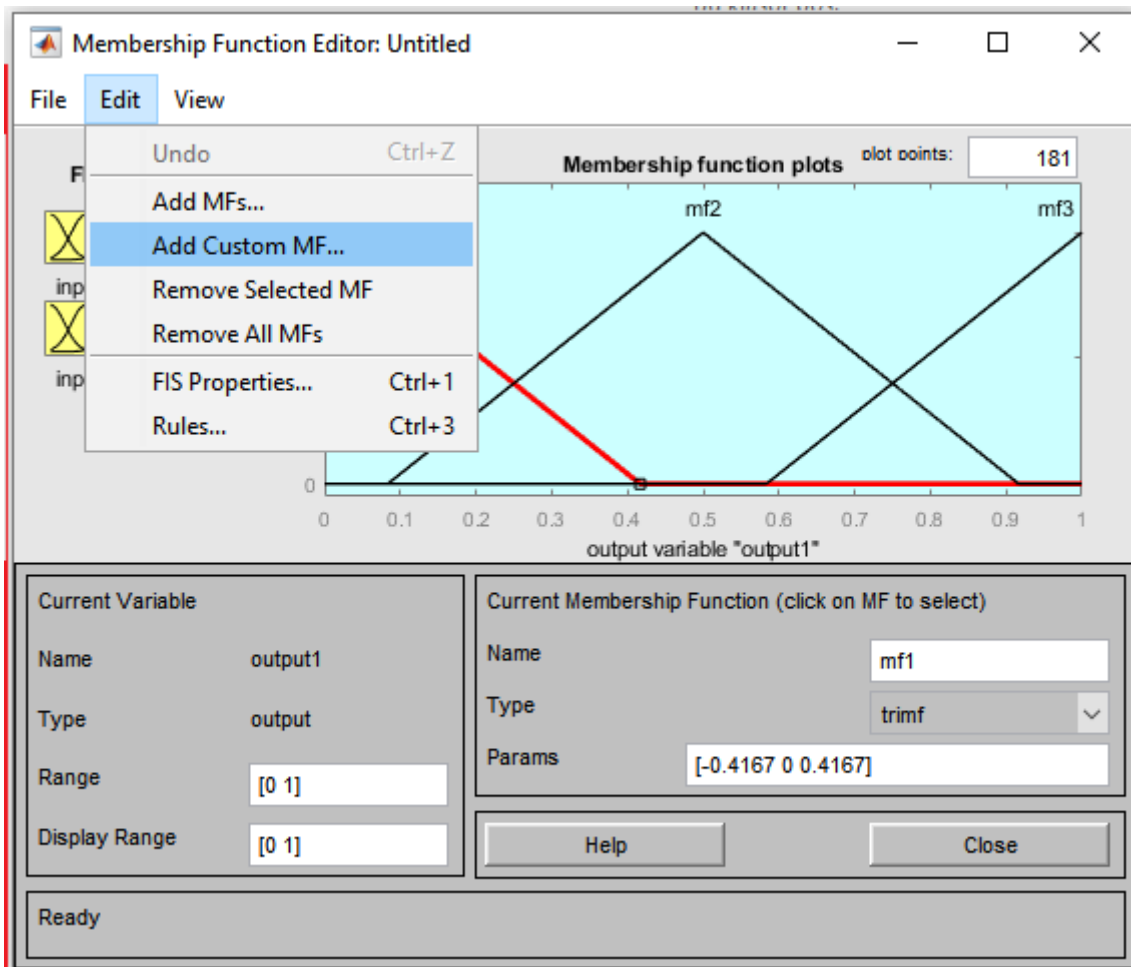 Membership Function Editor: Untitled
File Edit View
Undo Ctrl+Z
Add MFs...
Add Custom MF...
Remove Selected MF
Remove All MFs
FIS Properties... Ctrl+1
Rules... Ctrl+3
F
inp
inp
Membership function plots
plot points: 181
mf2
mf3
0
0 0.1 0.2 0.3 0.4 0.5 0.6 0.7 0.8 0.9 1
output variable "output1"
Current Variable
Name output1
Type output
Range [0 1]
Display Range [0 1]
Current Membership Function (click on MF to select)
Name mf1
Type trimf
Params [-0.4167 0 0.4167]
Help Close
Ready